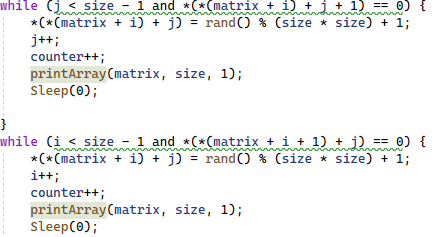 while (j < size - 1 and *(*(matrix + i) + j + 1) == 0) {
*(*(matrix + i) + j) = rand() % (size * size) + 1;
j++;
counter++;
printArray(matrix, size, 1);
Sleep(0);
}
while (i < size - 1 and *(*(matrix + i + 1) + j) == 0) {
*(*(matrix + i) + j) = rand() % (size * size) + 1;
i++;
counter++;
printArray(matrix, size, 1);
Sleep(0);